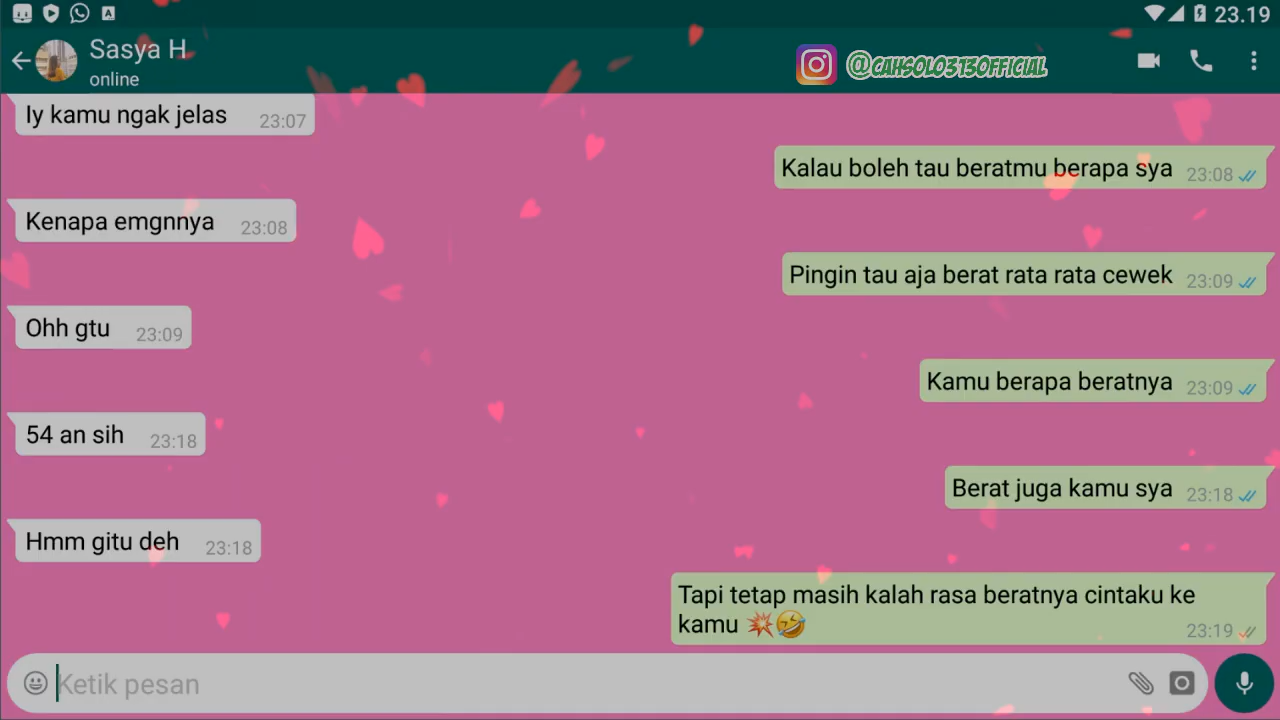 23.19
Sasya H
online
@CAHSOLO313OFFICIAL
Iy kamu ngak jelas 23:07
Kalau boleh tau beratmu berapa sya 23:08
Kenapa emgnnya 23:08
Pingin tau aja berat rata rata cewek 23:09
Ohh gtu 23:09
Kamu berapa beratnya 23:09
54 an sih 23:18
Berat juga kamu sya 23:18
Hmm gitu deh 23:18
Tapi tetap masih kalah rasa beratnya cintaku ke
kamu 💥🤣 23:19
Ketik pesan